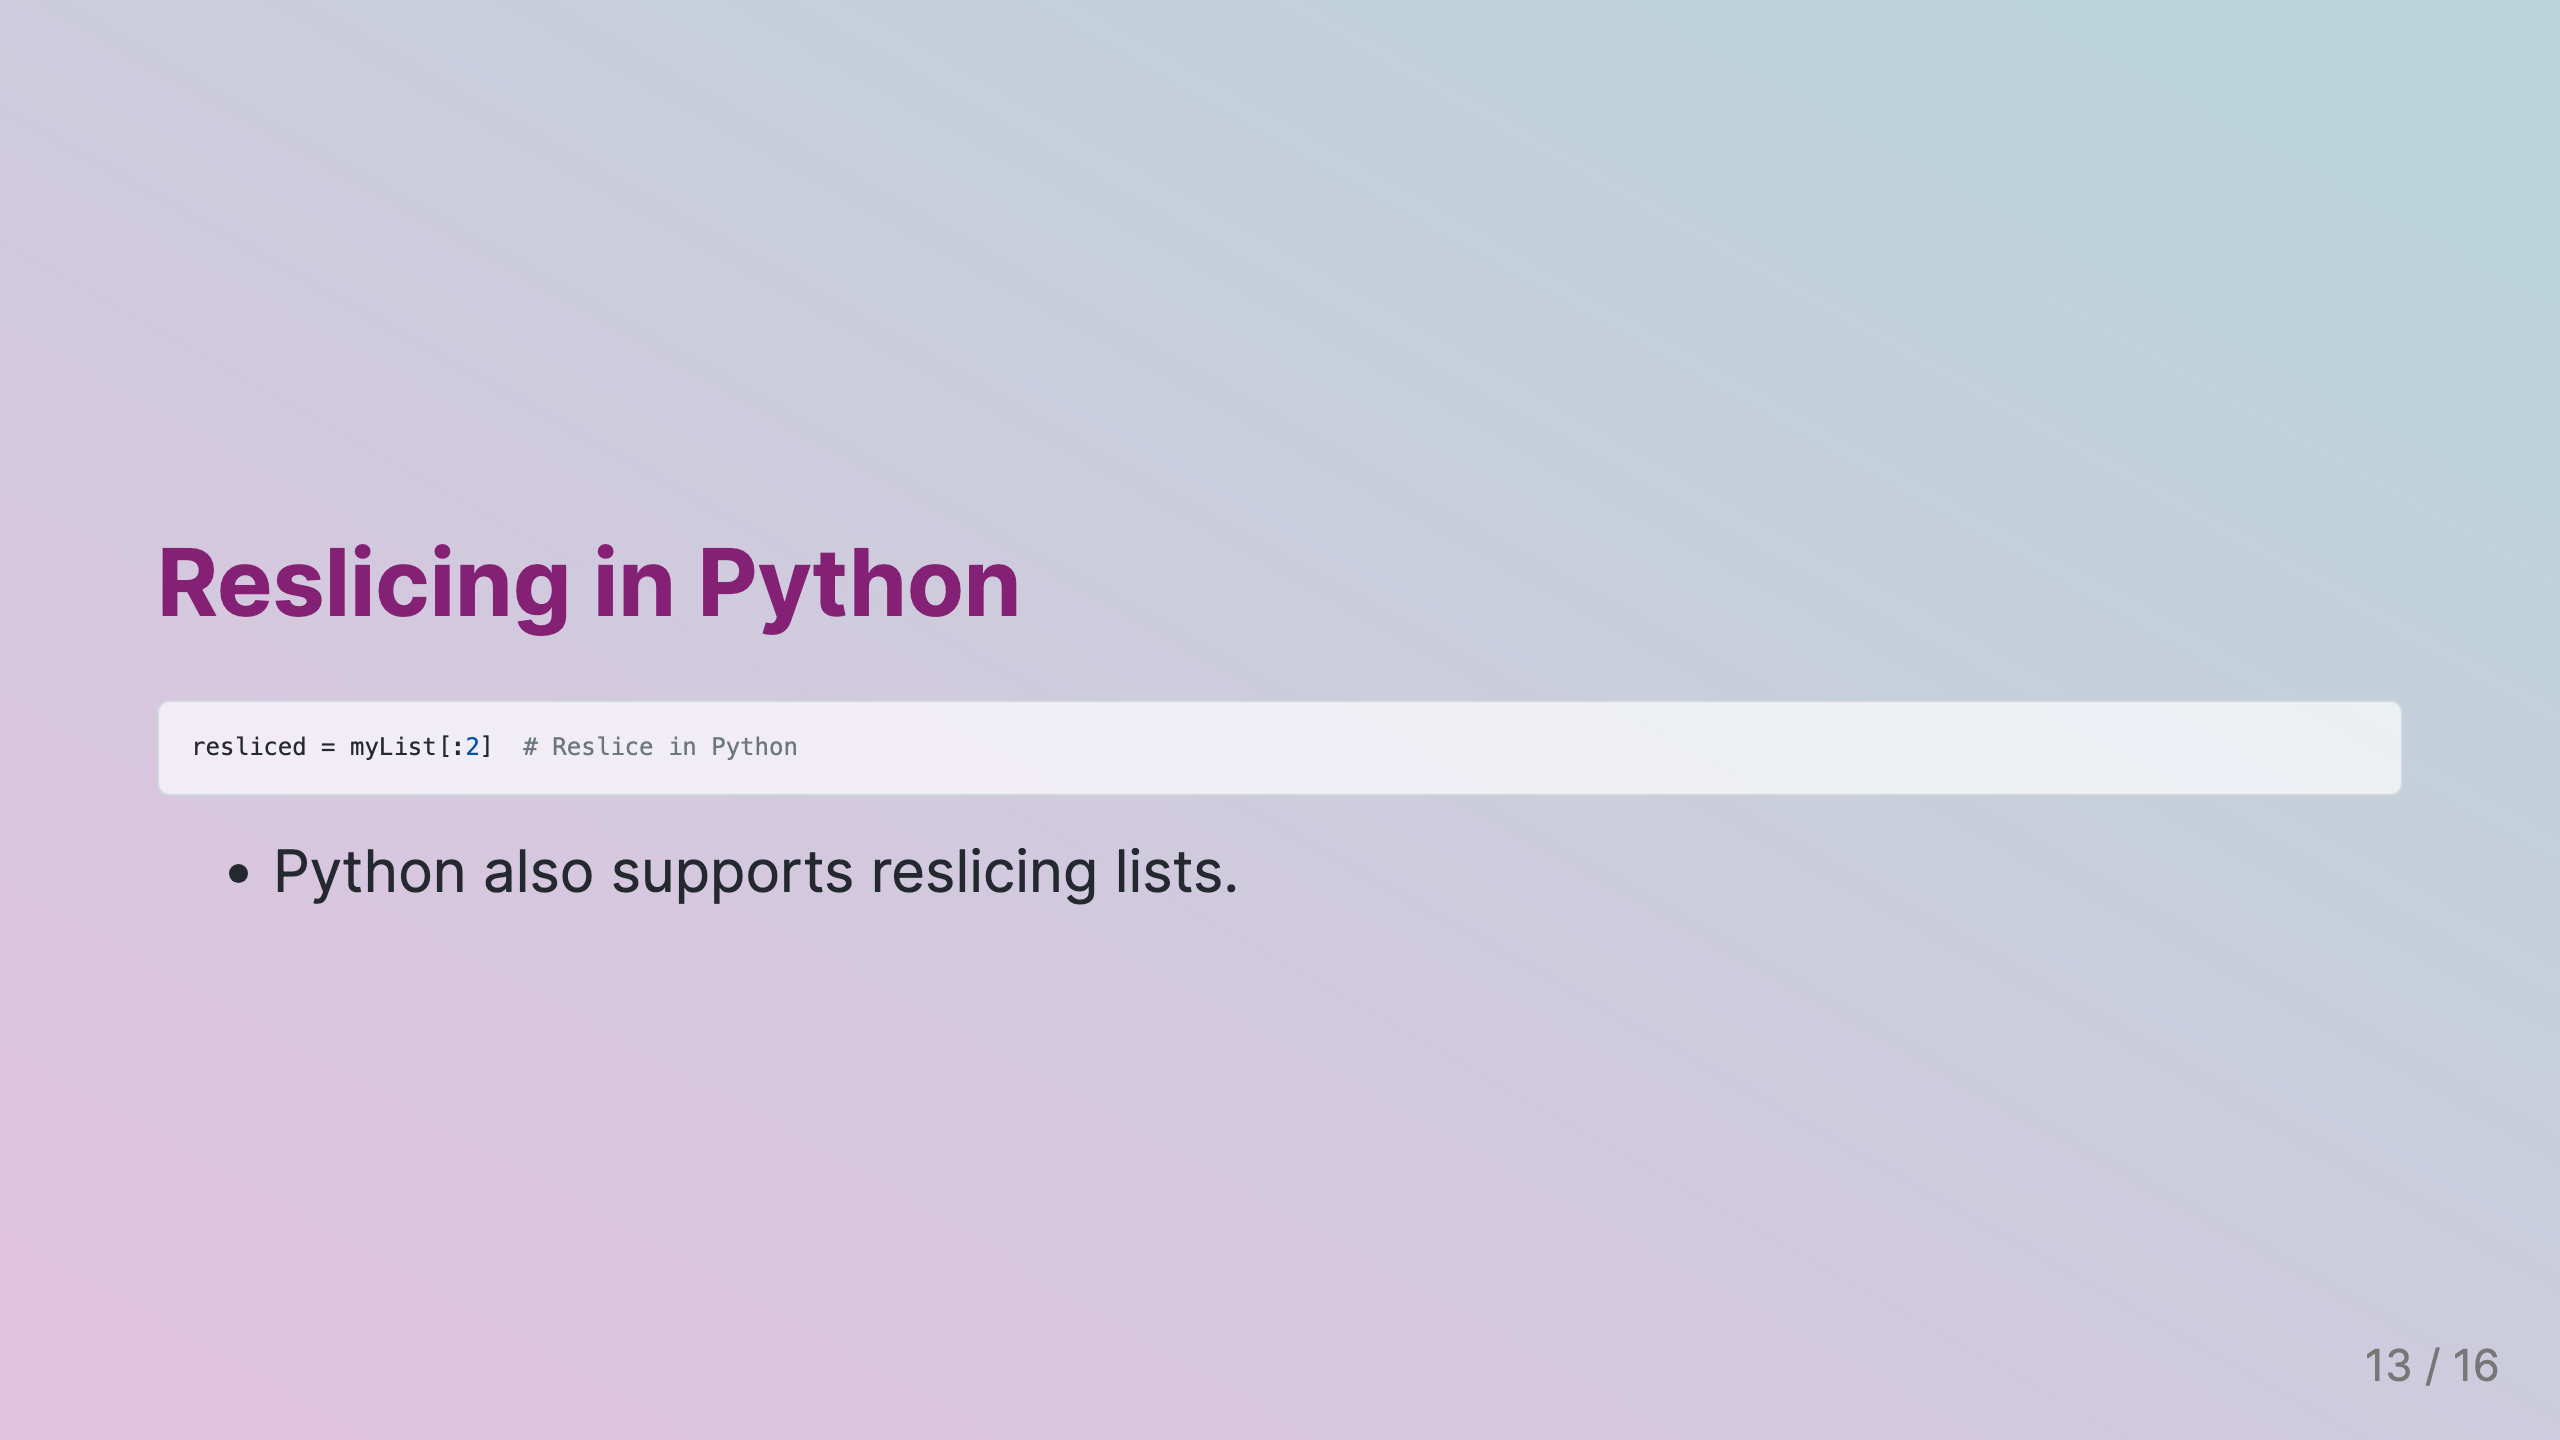 Reslicing in Python
resliced = myList[:2]  # Reslice in Python
• Python also supports reslicing lists.
13 / 16